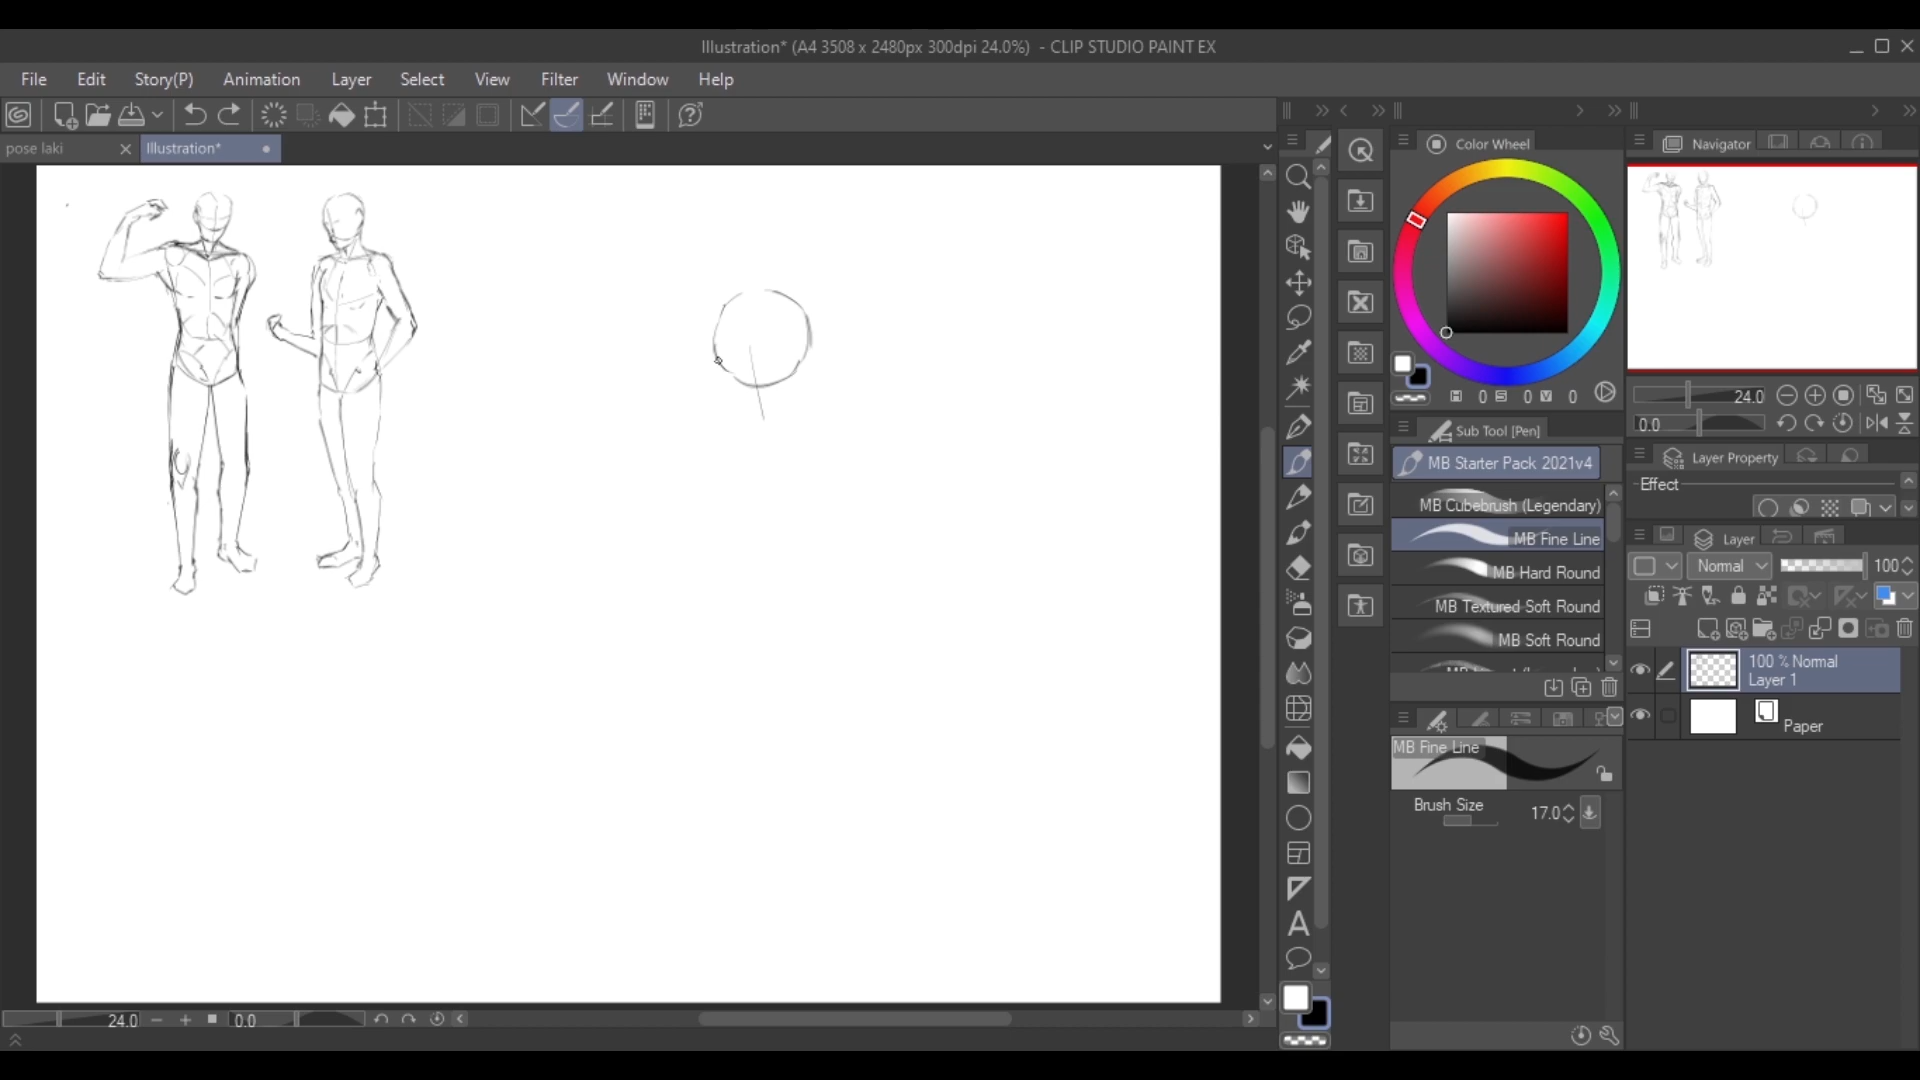 Illustration* (A4 3508 x 2480px 300dpi 24.0%) - CLIP STUDIO PAINT EX
File Edit Story(P) Animation Layer Select View Filter Window Help
pose laki
Illustration*
Color Wheel
Navigator
H 0 S 0 V 0
24.0
0.0
Sub Tool [Pen]
MB Starter Pack 2021v4
MB Cubebrush (Legendary)
MB Fine Line
MB Hard Round
MB Textured Soft Round
MB Soft Round
Layer Property
Effect
Layer
Normal 100
100 % Normal
Layer 1
Paper
MB Fine Line
Brush Size 17.0
24.0 0.0